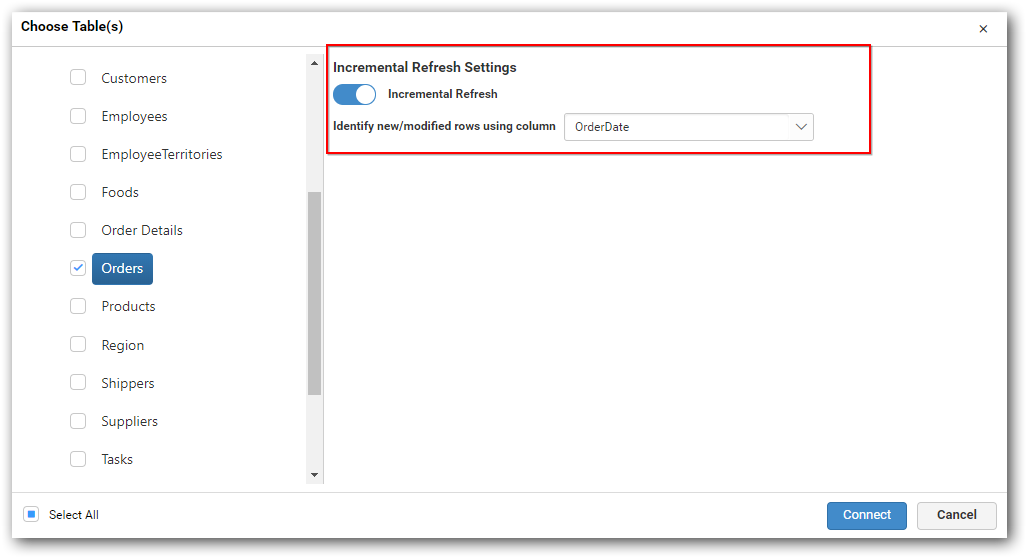 Choose Table(s)
Customers
Employees
EmployeeTerritories
Foods
Order Details
Orders
Products
Region
Shippers
Suppliers
Tasks
Incremental Refresh Settings
Incremental Refresh
Identify new/modified rows using column OrderDate
Select All
Connect Cancel